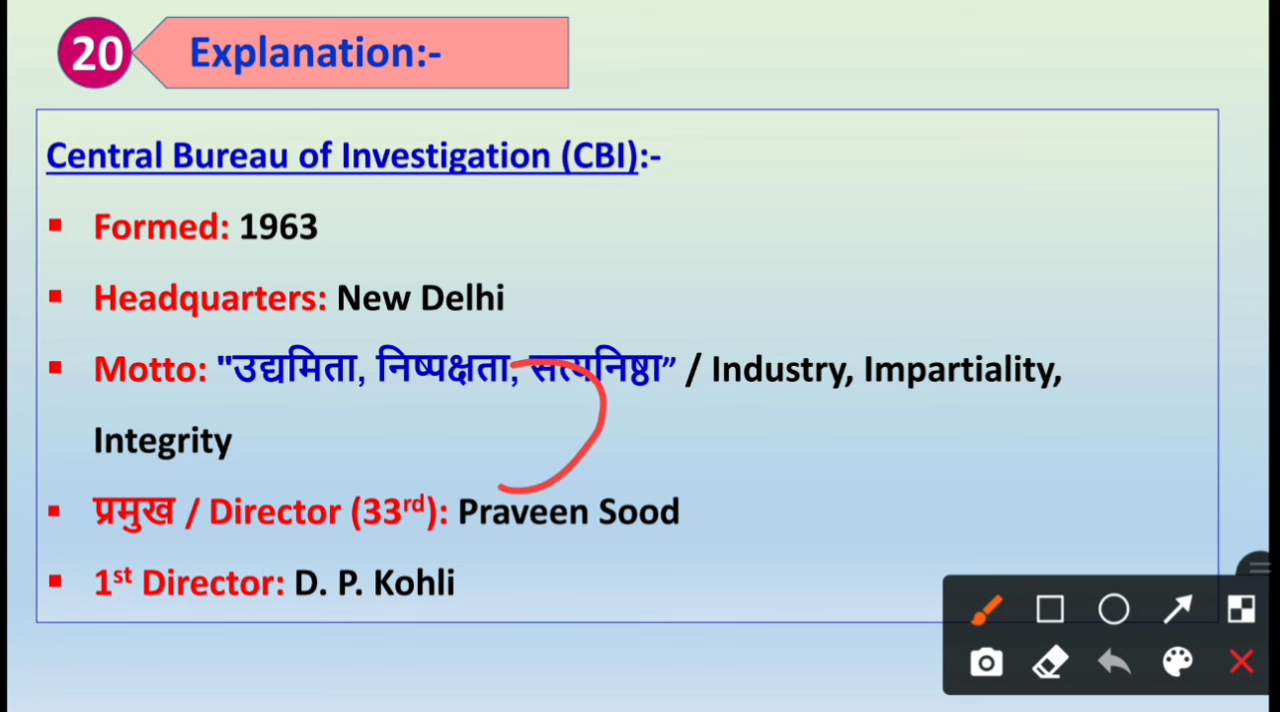 20 Explanation:-
Central Bureau of Investigation (CBI):-
▪ Formed: 1963
▪ Headquarters: New Delhi
▪ Motto: "उद्यमिता, निष्पक्षता, सत्यनिष्ठा” / Industry, Impartiality,
Integrity
▪ प्रमुख / Director (33rd): Praveen Sood
▪ 1st Director: D. P. Kohli